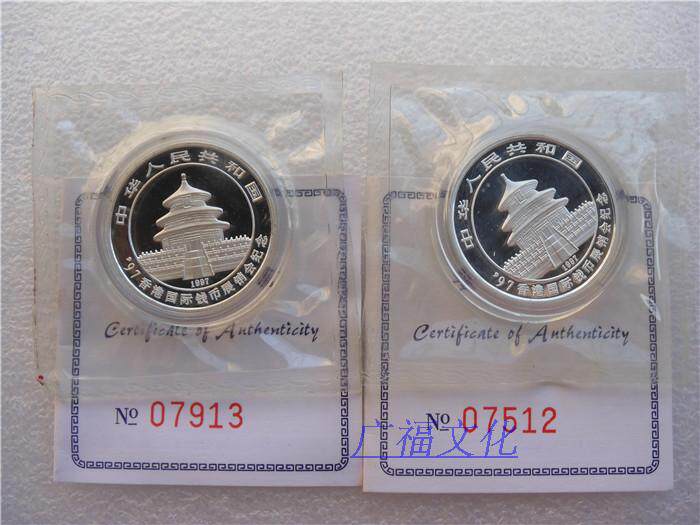 中华人民共和国
1997
'97香港国际钱币展销会纪念
Certificate of Authenticity
№ 07913
中华人民共和国
1997
'97香港国际钱币展销会纪念
Certificate of Authenticity
№ 07512
广福文化